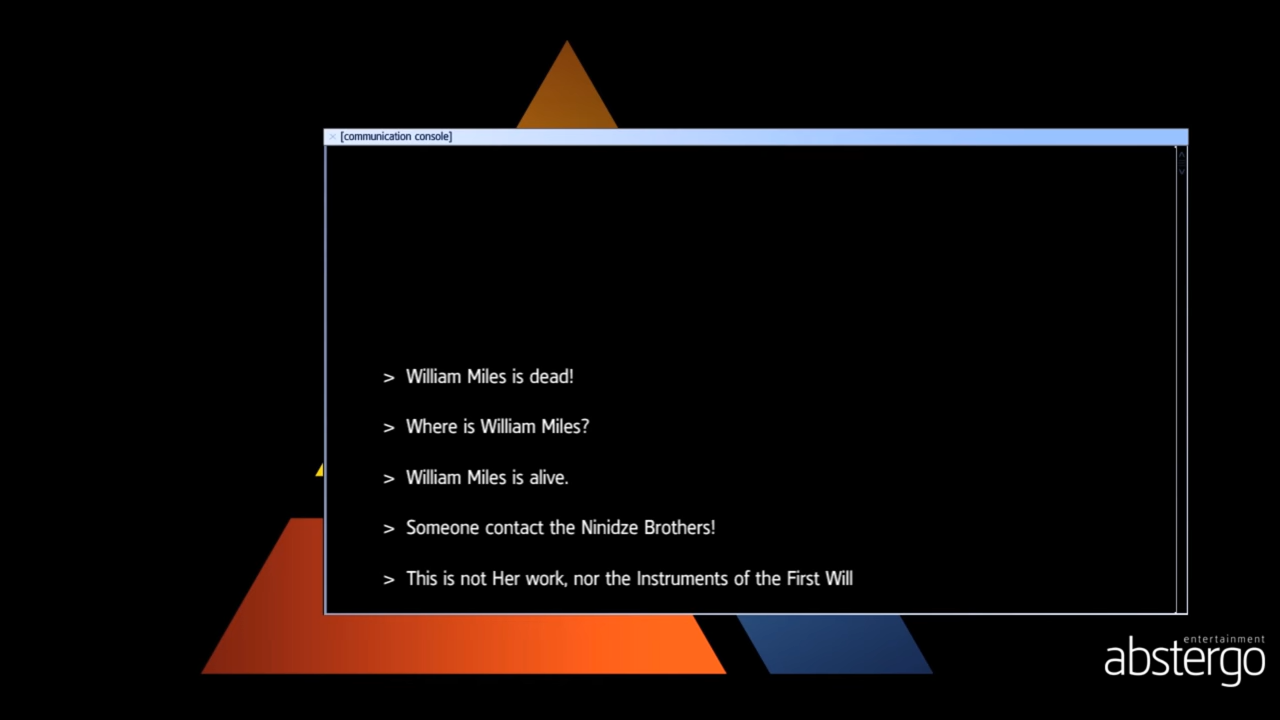 [communication console]
> William Miles is dead!
> Where is William Miles?
> William Miles is alive.
> Someone contact the Ninidze Brothers!
> This is not Her work, nor the Instruments of the First Will
entertainment
abstergo